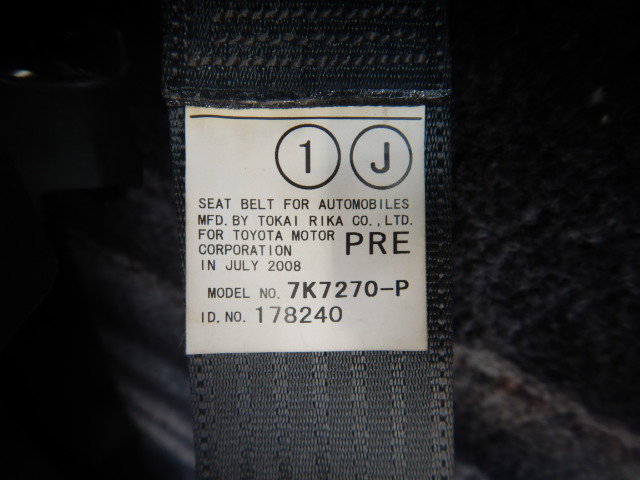 1 J
SEAT BELT FOR AUTOMOBILES
MFD. BY TOKAI RIKA CO., LTD.
FOR TOYOTA MOTOR
CORPORATION PRE
IN JULY 2008
MODEL NO. 7K7270-P
ID. NO. 178240